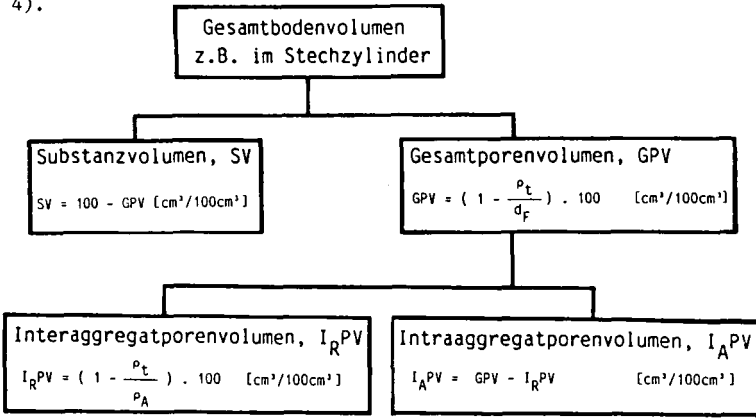 4).
Gesamtbodenvolumen
z.B. im Stechzylinder
Substanzvolumen, SV
SV = 100 - GPV [cm³/100cm³]
Gesamtporenvolumen, GPV
GPV = ( 1 - ρt / dF ) . 100 [cm³/100cm³]
Interaggregatporenvolumen, IRPV
IRPV = ( 1 - ρt / ρA ) . 100 [cm³/100cm³]
Intraaggregatporenvolumen, IAPV
IAPV = GPV - IRPV [cm³/100cm³]